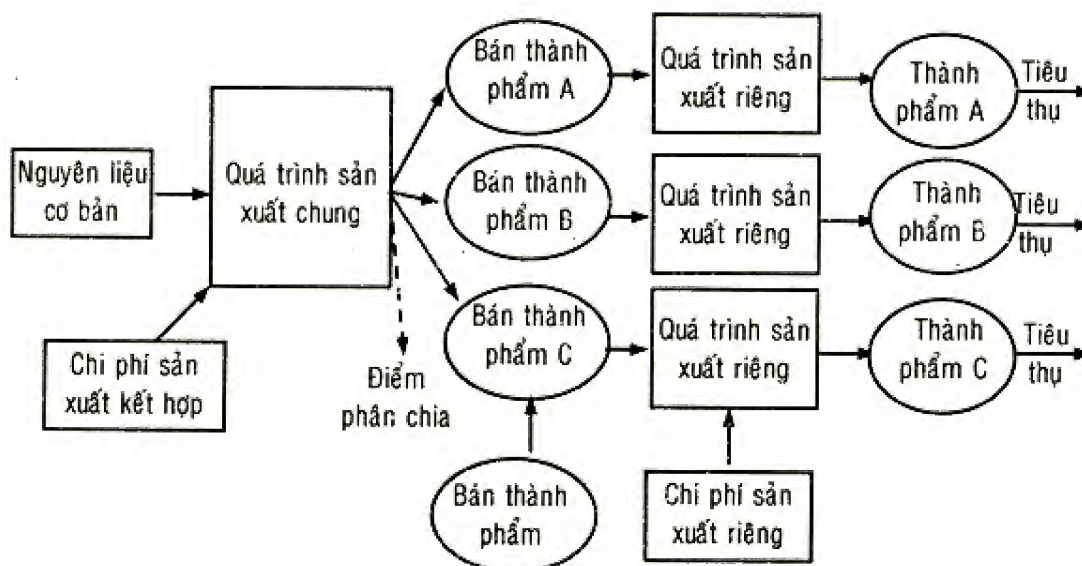 Bán thành
phẩm A
Quá trình sản
xuất riêng
Thành
phẩm A
Tiêu
thụ
Nguyên liệu
cơ bản
Quá trình sản
xuất chung
Bán thành
phẩm B
Quá trình sản
xuất riêng
Thành
phẩm B
Tiêu
thụ
Bán thành
phẩm C
Quá trình sản
xuất riêng
Thành
phẩm C
Tiêu
thụ
Chi phí sản
xuất kết hợp
Điểm
phân chia
Bán thành
phẩm
Chi phí sản
xuất riêng